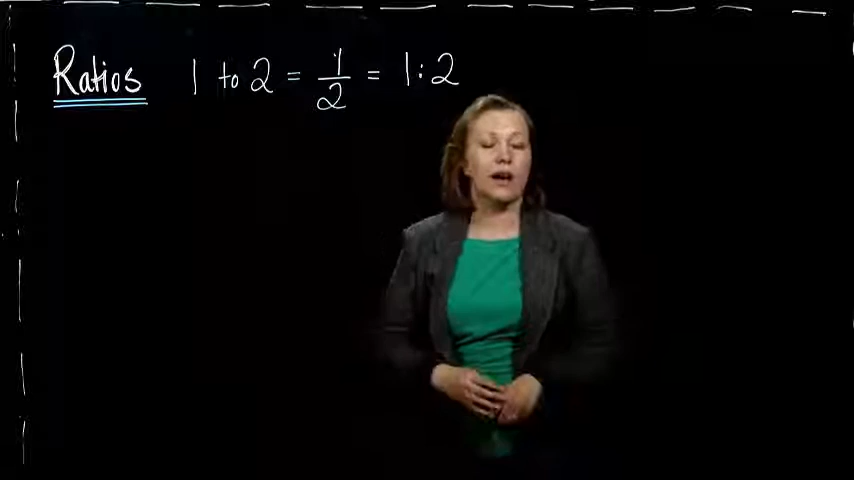 Ratios 1 to 2 = 1/2 = 1:2